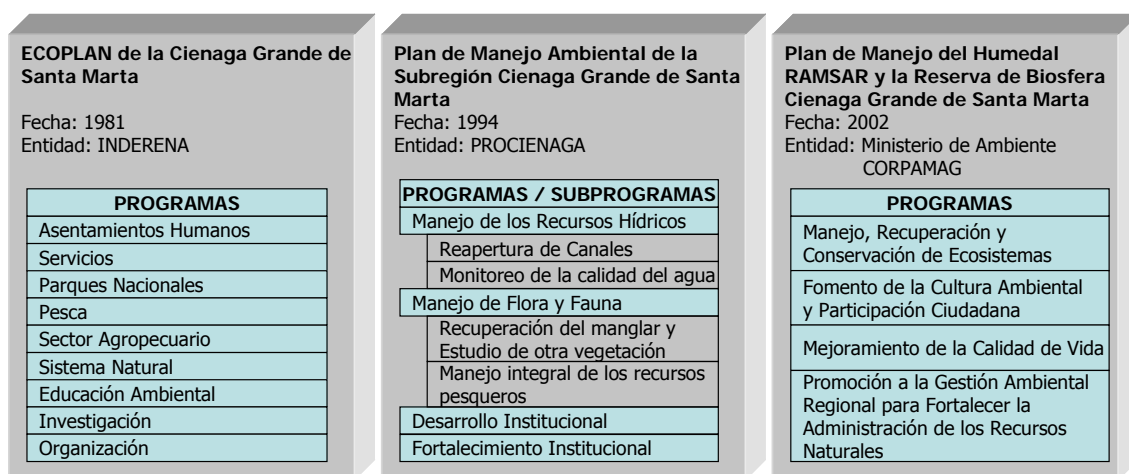 ECOPLAN de la Cienaga Grande de
Santa Marta
Fecha: 1981
Entidad: INDERENA
PROGRAMAS
Asentamientos Humanos
Servicios
Parques Nacionales
Pesca
Sector Agropecuario
Sistema Natural
Educación Ambiental
Investigación
Organización
Plan de Manejo Ambiental de la
Subregión Cienaga Grande de Santa
Marta
Fecha: 1994
Entidad: PROCIENAGA
PROGRAMAS / SUBPROGRAMAS
Manejo de los Recursos Hídricos
Reapertura de Canales
Monitoreo de la calidad del agua
Manejo de Flora y Fauna
Recuperación del manglar y
Estudio de otra vegetación
Manejo integral de los recursos
pesqueros
Desarrollo Institucional
Fortalecimiento Institucional
Plan de Manejo del Humedal
RAMSAR y la Reserva de Biosfera
Cienaga Grande de Santa Marta
Fecha: 2002
Entidad: Ministerio de Ambiente
CORPAMAG
PROGRAMAS
Manejo, Recuperación y
Conservación de Ecosistemas
Fomento de la Cultura Ambiental
y Participación Ciudadana
Mejoramiento de la Calidad de Vida
Promoción a la Gestión Ambiental
Regional para Fortalecer la
Administración de los Recursos
Naturales